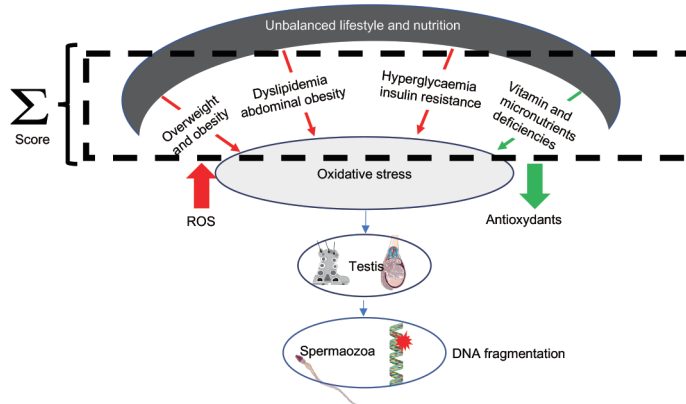 Unbalanced lifestyle and nutrition
Σ
Score
Overweight
and obesity
Dyslipidemia
abdominal obesity
Hyperglycaemia
insulin resistance
Vitamin and
micronutrients
deficiencies
Oxidative stress
ROS
Antioxydants
Testis
Spermaozoa
DNA fragmentation